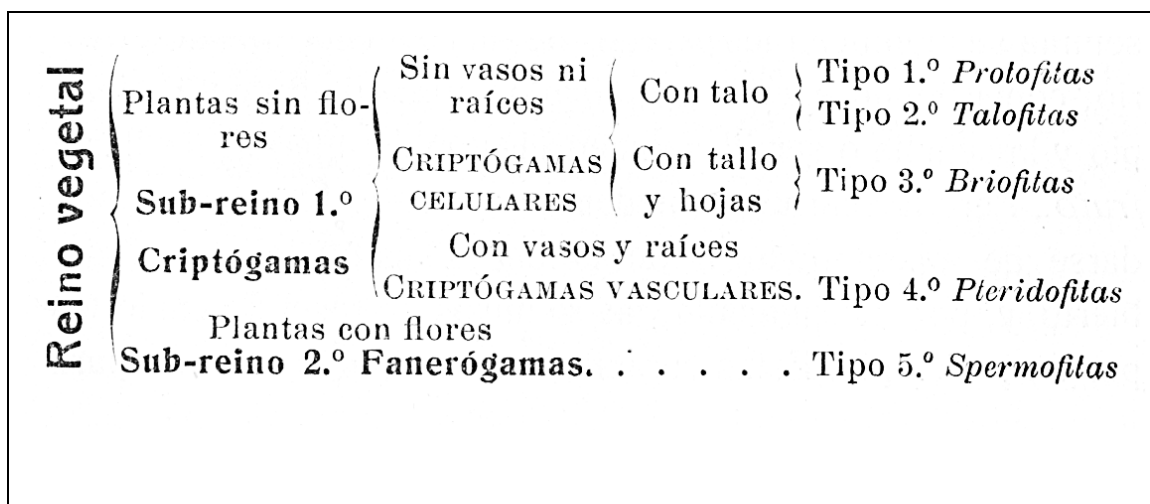 Reino vegetal
Plantas sin flo-
res
Sub-reino 1.º
Criptógamas
Sin vasos ni
raíces
CRIPTÓGAMAS
CELULARES
Con talo
Tipo 1.º Protofitas
Tipo 2.º Talofitas
Con tallo
y hojas
Tipo 3.º Briofitas
Con vasos y raíces
CRIPTÓGAMAS VASCULARES. Tipo 4.º Pteridofitas
Plantas con flores
Sub-reino 2.º Fanerógamas. . . . . . Tipo 5.º Spermofitas